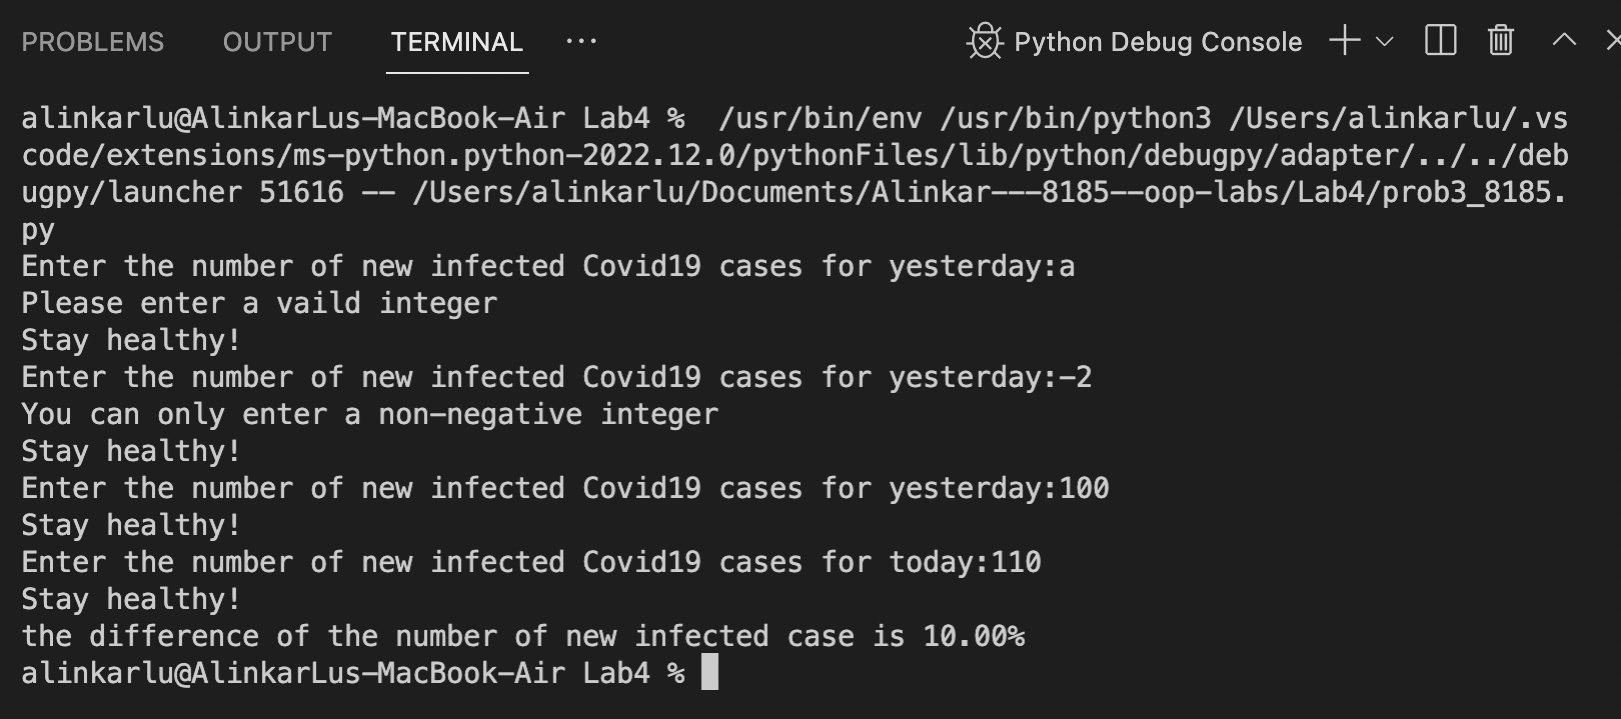 PROBLEMS OUTPUT TERMINAL ··· Python Debug Console
alinkarlu@AlinkarLus-MacBook-Air Lab4 %  /usr/bin/env /usr/bin/python3 /Users/alinkarlu/.vs
code/extensions/ms-python.python-2022.12.0/pythonFiles/lib/python/debugpy/adapter/../../deb
ugpy/launcher 51616 -- /Users/alinkarlu/Documents/Alinkar---8185--oop-labs/Lab4/prob3_8185.
py
Enter the number of new infected Covid19 cases for yesterday:a
Please enter a vaild integer
Stay healthy!
Enter the number of new infected Covid19 cases for yesterday:-2
You can only enter a non-negative integer
Stay healthy!
Enter the number of new infected Covid19 cases for yesterday:100
Stay healthy!
Enter the number of new infected Covid19 cases for today:110
Stay healthy!
the difference of the number of new infected case is 10.00%
alinkarlu@AlinkarLus-MacBook-Air Lab4 %